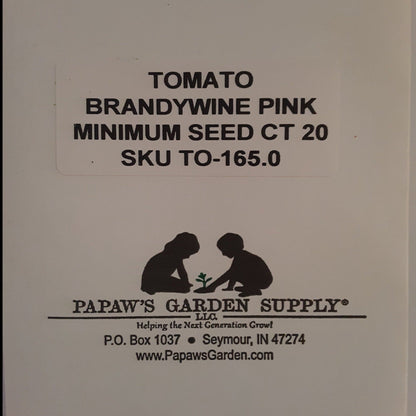 TOMATO
BRANDYWINE PINK
MINIMUM SEED CT 20
SKU TO-165.0
PAPAW'S GARDEN SUPPLY®
LLC.
Helping the Next Generation Grow!
P.O. Box 1037 ● Seymour, IN 47274
www.PapawsGarden.com